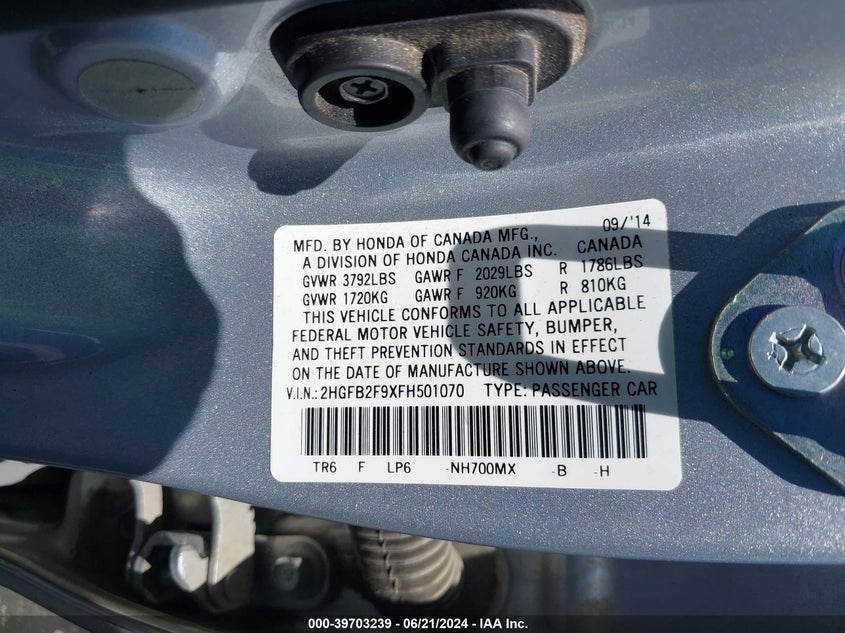 09/'14
MFD. BY HONDA OF CANADA MFG.,
A DIVISION OF HONDA CANADA INC. CANADA
GVWR 3792LBS GAWR F 2029LBS R 1786LBS
GVWR 1720KG GAWR F 920KG R 810KG
THIS VEHICLE CONFORMS TO ALL APPLICABLE
FEDERAL MOTOR VEHICLE SAFETY, BUMPER,
AND THEFT PREVENTION STANDARDS IN EFFECT
ON THE DATE OF MANUFACTURE SHOWN ABOVE.
V.I.N.: 2HGFB2F9XFH501070 TYPE: PASSENGER CAR
TR6 F LP6 -NH700MX -B -H
000-39703239 - 06/21/2024 - IAA Inc.